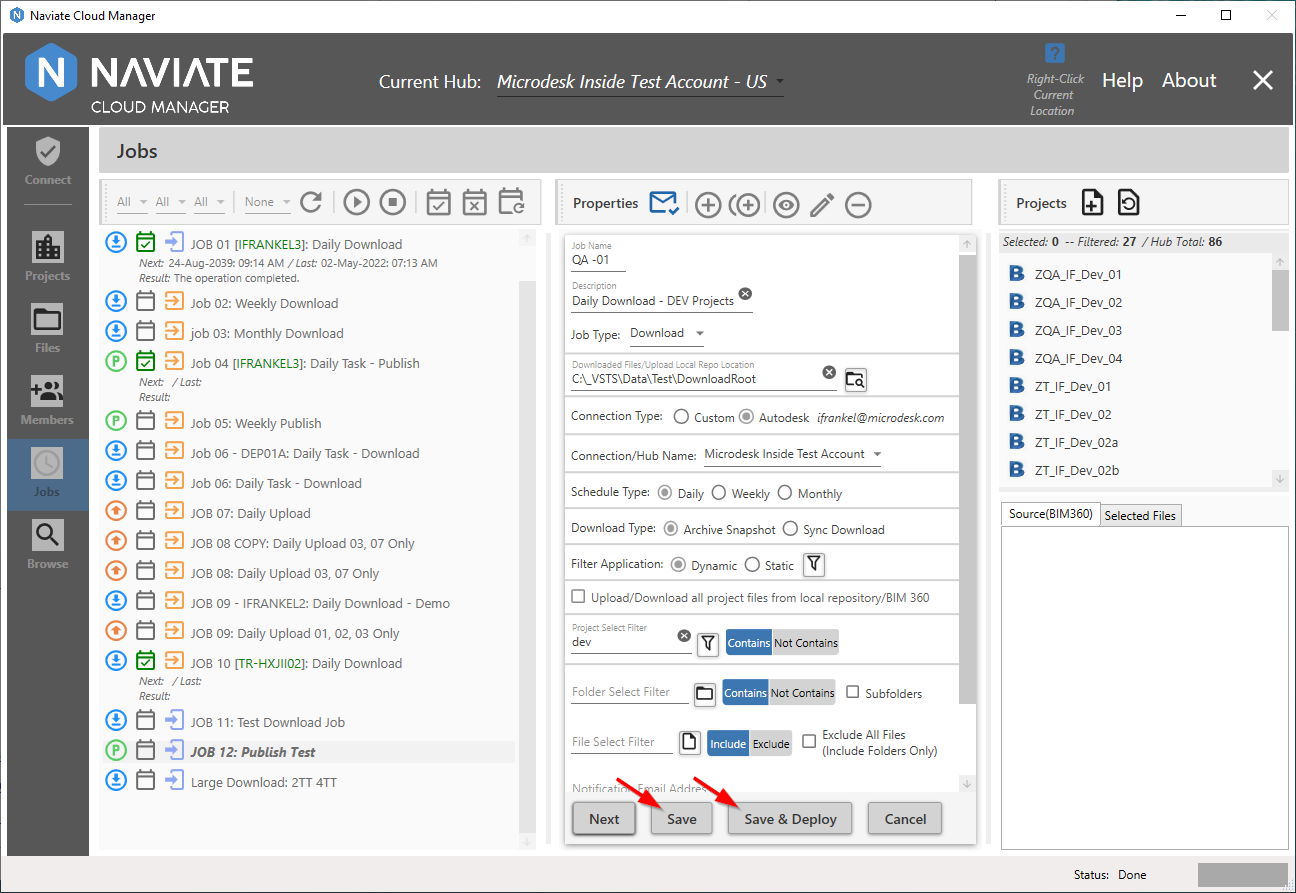 Naviate Cloud Manager
N NAVIATE
CLOUD MANAGER
Current Hub: Microdesk Inside Test Account - US
?
Right-Click
Current
Location
Help About
Connect
Projects
Files
Members
Jobs
Browse
Jobs
All All All None
JOB 01 [IFRANKEL3]: Daily Download
Next: 24-Aug-2039: 09:14 AM / Last: 02-May-2022: 07:13 AM
Result: The operation completed.
Job 02: Weekly Download
job 03: Monthly Download
P Job 04 [IFRANKEL3]: Daily Task - Publish
Next: / Last:
Result:
P Job 05: Weekly Publish
Job 06 - DEP01A: Daily Task - Download
Job 06: Daily Task - Download
JOB 07: Daily Upload
JOB 08 COPY: Daily Upload 03, 07 Only
JOB 08: Daily Upload 03, 07 Only
JOB 09 - IFRANKEL2: Daily Download - Demo
JOB 09: Daily Upload 01, 02, 03 Only
JOB 10 [TR-HXJII02]: Daily Download
Next: / Last:
Result:
JOB 11: Test Download Job
P JOB 12: Publish Test
Large Download: 2TT 4TT
Properties
Job Name
QA -01
Description
Daily Download - DEV Projects
Job Type: Download
Downloaded Files/Upload Local Repo Location
C:\_VSTS\Data\Test\DownloadRoot
Connection Type: Custom Autodesk ifrankel@microdesk.com
Connection/Hub Name: Microdesk Inside Test Account
Schedule Type: Daily Weekly Monthly
Download Type: Archive Snapshot Sync Download
Filter Application: Dynamic Static
Upload/Download all project files from local repository/BIM 360
Project Select Filter
dev
Contains Not Contains
Folder Select Filter Contains Not Contains Subfolders
File Select Filter Include Exclude Exclude All Files
(Include Folders Only)
Notification Email Addres
Next Save Save & Deploy Cancel
Projects
Selected: 0 -- Filtered: 27 / Hub Total: 86
B ZQA_IF_Dev_01
B ZQA_IF_Dev_02
B ZQA_IF_Dev_03
B ZQA_IF_Dev_04
B ZT_IF_Dev_01
B ZT_IF_Dev_02
B ZT_IF_Dev_02a
B ZT_IF_Dev_02b
Source(BIM360) Selected Files
Status: Done